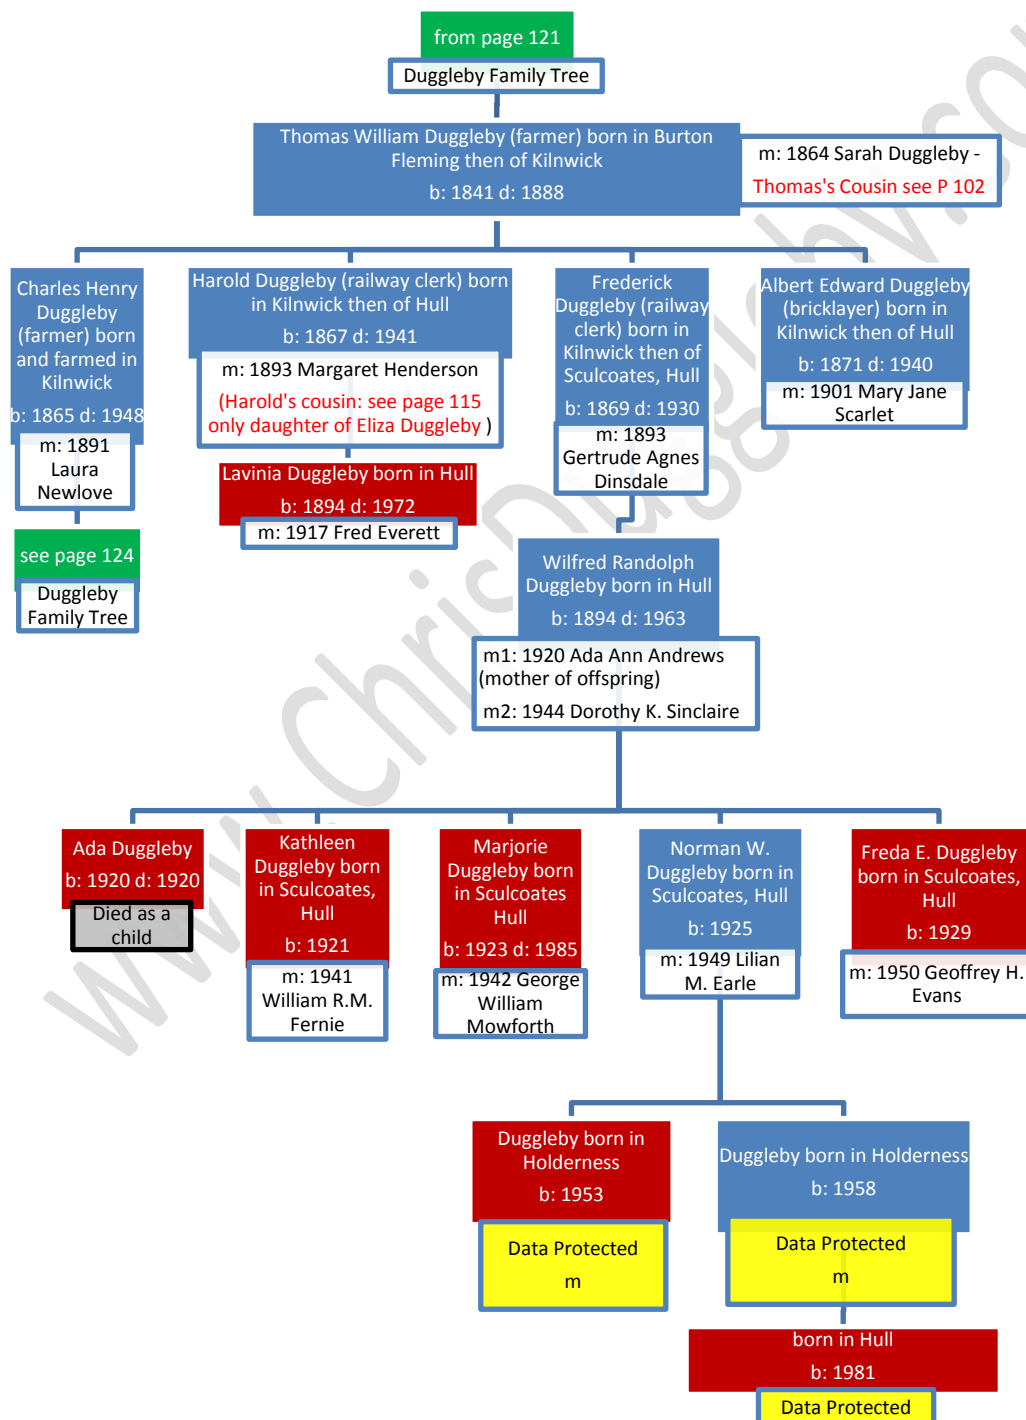 from page 121
Duggleby Family Tree
Thomas William Duggleby (farmer) born in Burton
Fleming then of Kilnwick
b: 1841 d: 1888
m: 1864 Sarah Duggleby -
Thomas's Cousin see P 102
Charles Henry
Duggleby
(farmer) born
and farmed in
Kilnwick
b: 1865 d: 1948
m: 1891
Laura
Newlove
see page 124
Duggleby
Family Tree
Harold Duggleby (railway clerk) born
in Kilnwick then of Hull
b: 1867 d: 1941
m: 1893 Margaret Henderson
(Harold's cousin: see page 115
only daughter of Eliza Duggleby )
Lavinia Duggleby born in Hull
b: 1894 d: 1972
m: 1917 Fred Everett
Frederick
Duggleby (railway
clerk) born in
Kilnwick then of
Sculcoates, Hull
b: 1869 d: 1930
m: 1893
Gertrude Agnes
Dinsdale
Albert Edward Duggleby
(bricklayer) born in
Kilnwick then of Hull
b: 1871 d: 1940
m: 1901 Mary Jane
Scarlet
Wilfred Randolph
Duggleby born in Hull
b: 1894 d: 1963
m1: 1920 Ada Ann Andrews
(mother of offspring)
m2: 1944 Dorothy K. Sinclaire
Ada Duggleby
b: 1920 d: 1920
Died as a
child
Kathleen
Duggleby born
in Sculcoates,
Hull
b: 1921
m: 1941
William R.M.
Fernie
Marjorie
Duggleby born
in Sculcoates
Hull
b: 1923 d: 1985
m: 1942 George
William
Mowforth
Norman W.
Duggleby born in
Sculcoates, Hull
b: 1925
m: 1949 Lilian
M. Earle
Freda E. Duggleby
born in Sculcoates,
Hull
b: 1929
m: 1950 Geoffrey H.
Evans
Duggleby born in
Holderness
b: 1953
Data Protected
m
Duggleby born in Holderness
b: 1958
Data Protected
m
born in Hull
b: 1981
Data Protected